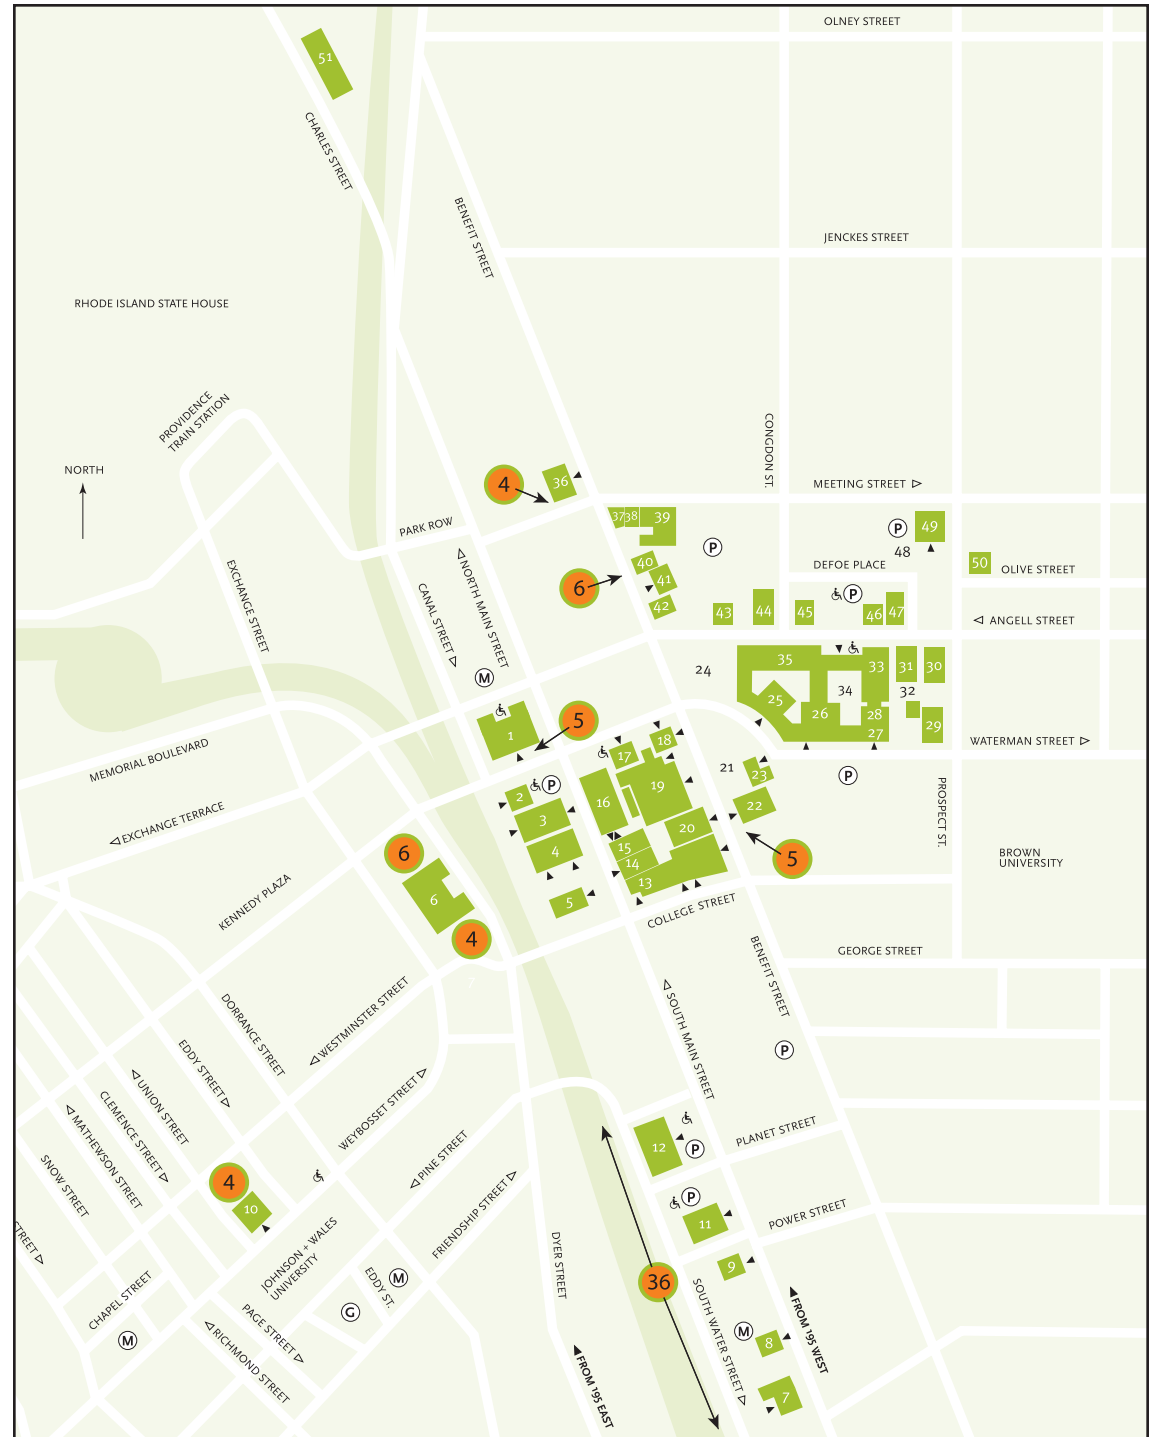 OLNEY STREET
51
CHARLES STREET
BENEFIT STREET
JENCKES STREET
RHODE ISLAND STATE HOUSE
PROVIDENCE
TRAIN STATION
NORTH
CONGDON ST.
4
36
MEETING STREET
PARK ROW
37
38
39
P
P
49
48
40
41
42
6
DEFOE PLACE
50
OLIVE STREET
EXCHANGE STREET
CANAL STREET
NORTH MAIN STREET
43
44
45
P
46
47
ANGELL STREET
M
24
35
33
31
30
34
32
25
26
28
27
29
1
5
WATERMAN STREET
MEMORIAL BOULEVARD
18
17
21
23
P
2
P
19
16
22
PROSPECT ST.
EXCHANGE TERRACE
3
20
4
15
14
13
5
BROWN
UNIVERSITY
6
6
KENNEDY PLAZA
5
COLLEGE STREET
4
GEORGE STREET
BENEFIT STREET
7
WESTMINSTER STREET
DORRANCE STREET
SOUTH MAIN STREET
P
EDDY STREET
UNION STREET
CLEMENCE STREET
MATHEWSON STREET
SNOW STREET
STREET
WEYBOSSET STREET
PINE STREET
FRIENDSHIP STREET
PLANET STREET
12
P
4
10
P
11
POWER STREET
9
36
JOHNSON + WALES
UNIVERSITY
EDDY ST.
M
G
DYER STREET
CHAPEL STREET
M
PAGE STREET
RICHMOND STREET
SOUTH WATER STREET
M
8
7
FROM 195 WEST
FROM 195 EAST